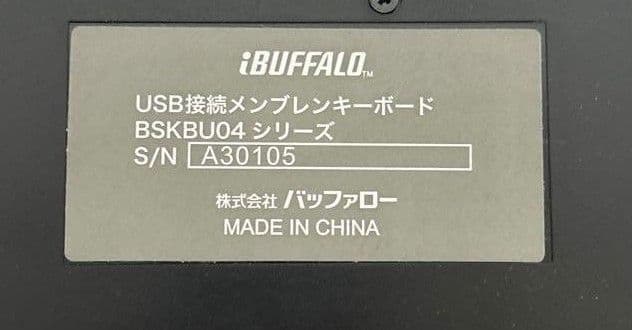 iBUFFALO™
USB接続メンブレンキーボード
BSKBU04 シリーズ
S/N A30105
株式会社 バッファロー
MADE IN CHINA